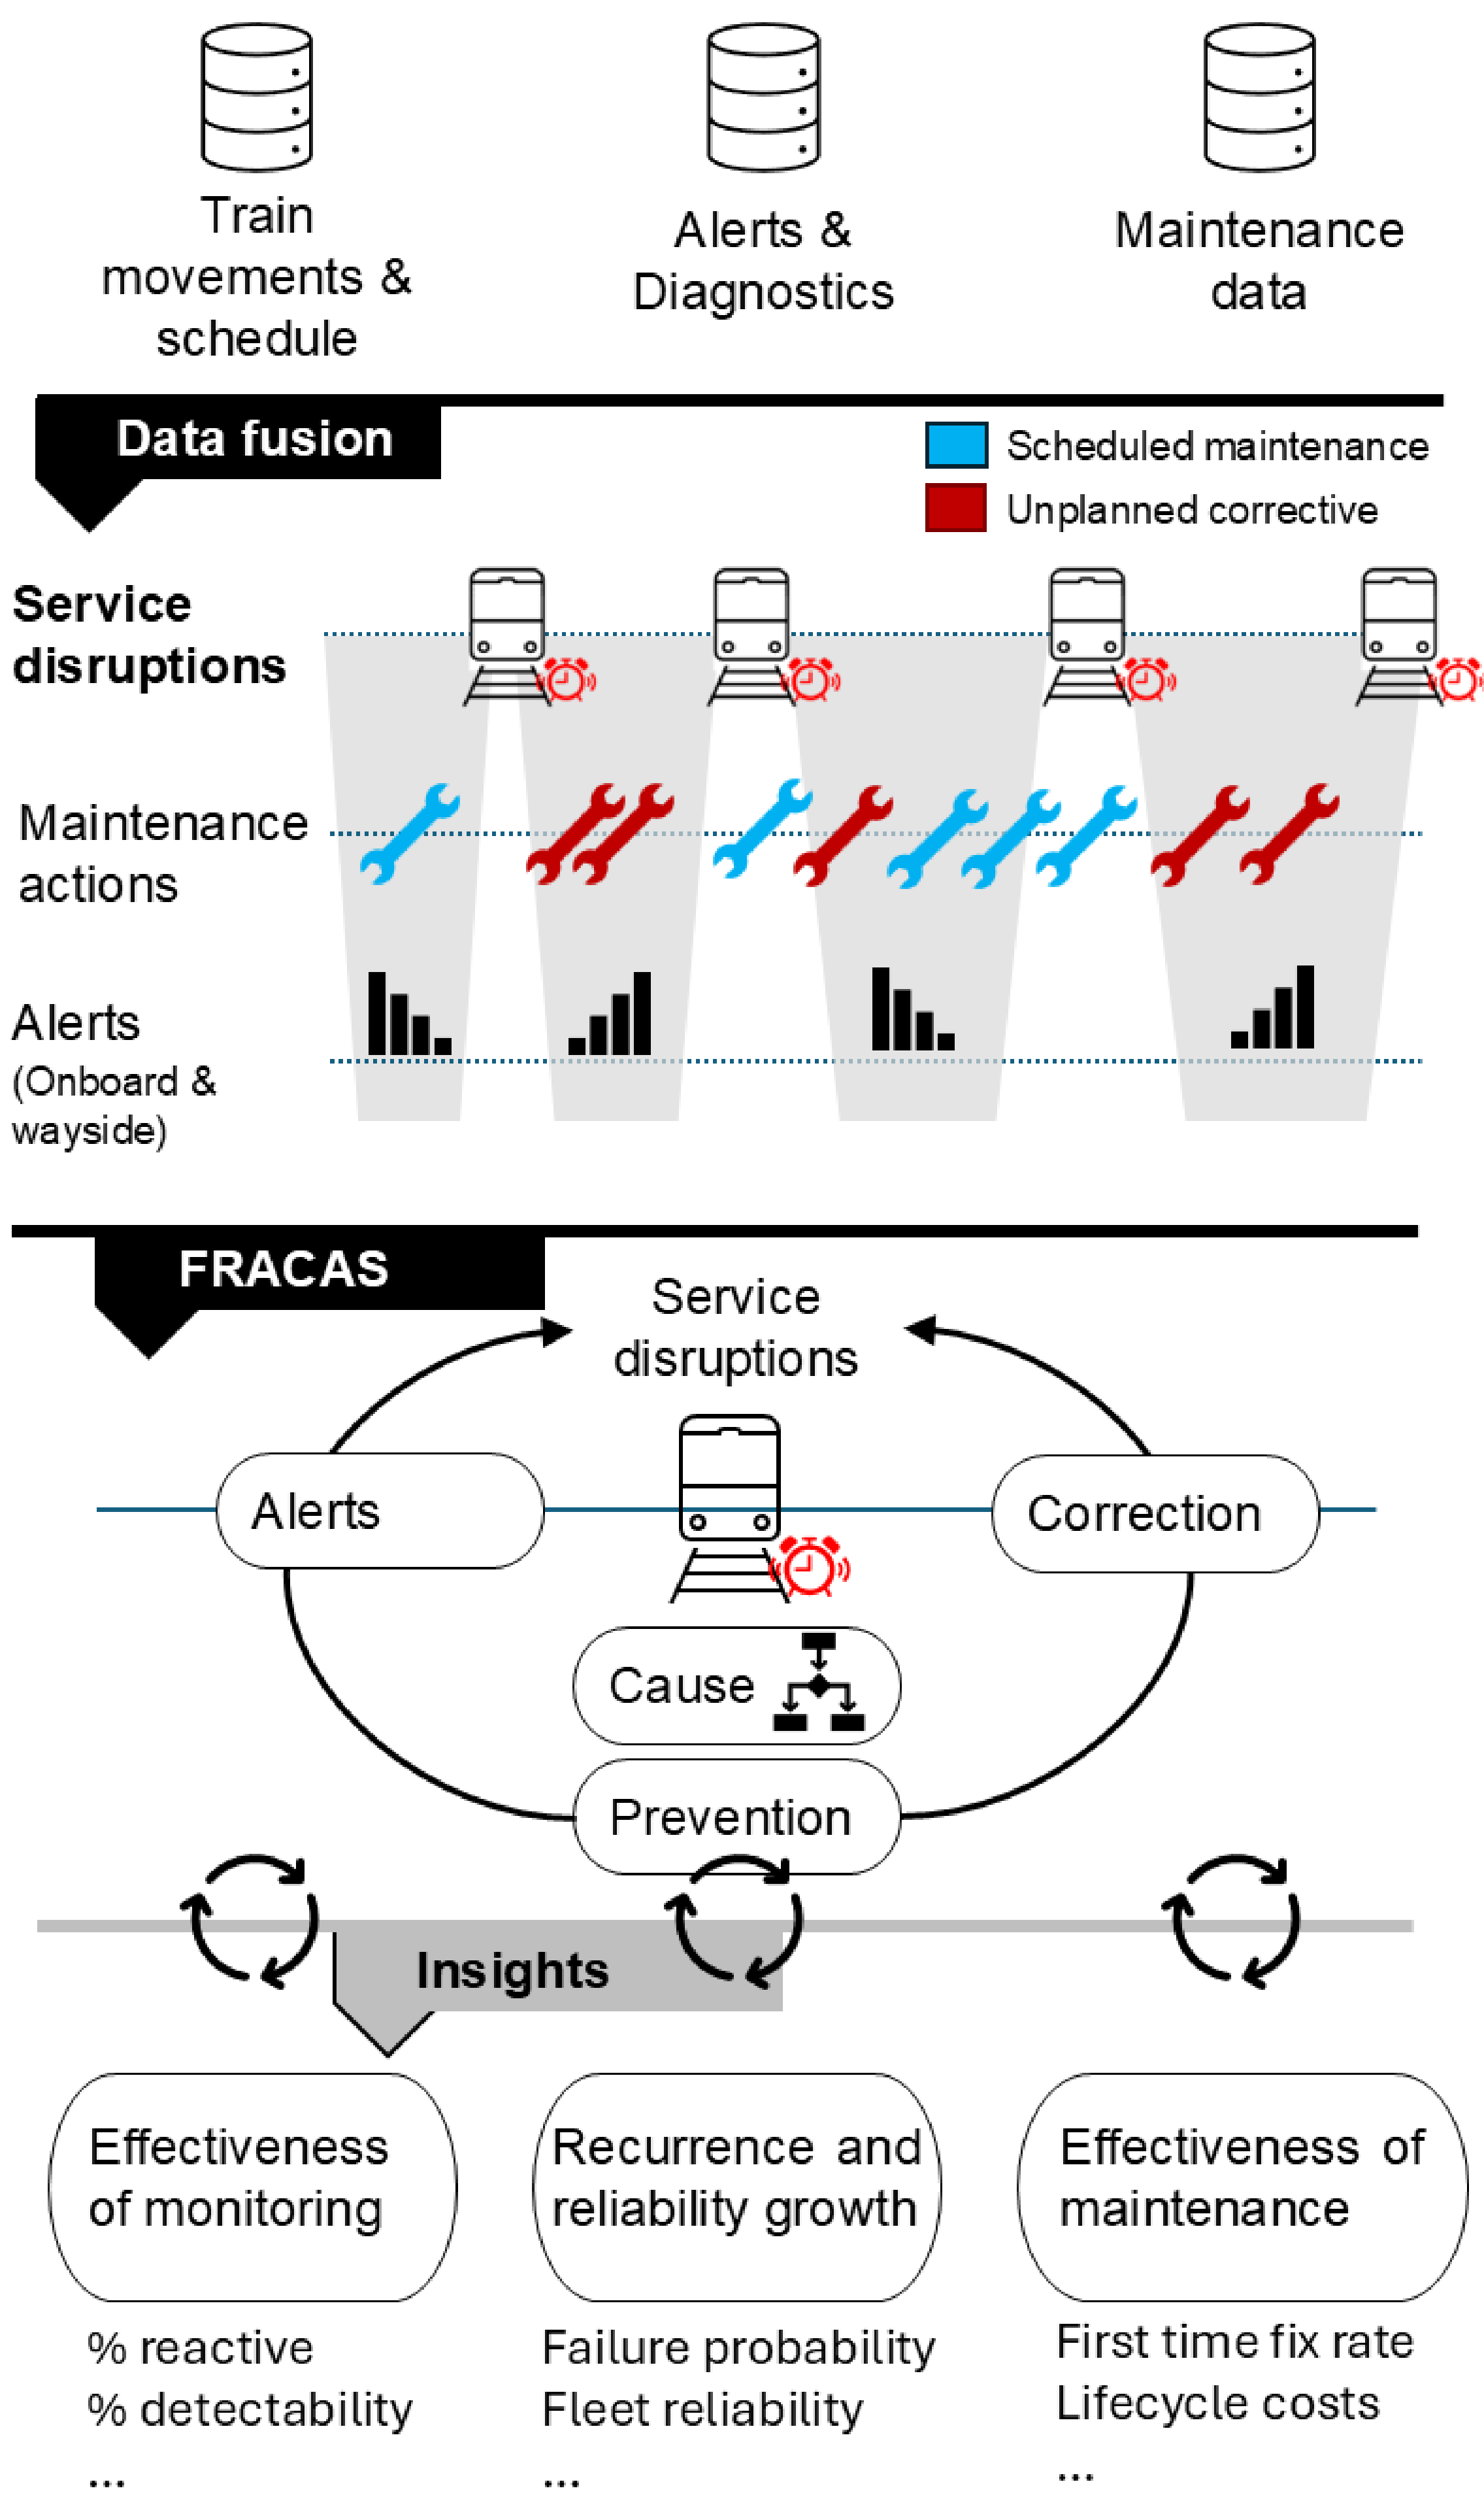 Train
movements &
schedule
Alerts &
Diagnostics
Maintenance
data
Data fusion
Scheduled maintenance
Unplanned corrective
Service
disruptions
Maintenance
actions
Alerts
(Onboard &
wayside)
FRACAS
Service
disruptions
Alerts
Correction
Cause
Prevention
Insights
Effectiveness
of monitoring
Recurrence and
reliability growth
Effectiveness of
maintenance
% reactive
% detectability
...
Failure probability
Fleet reliability
...
First time fix rate
Lifecycle costs
...